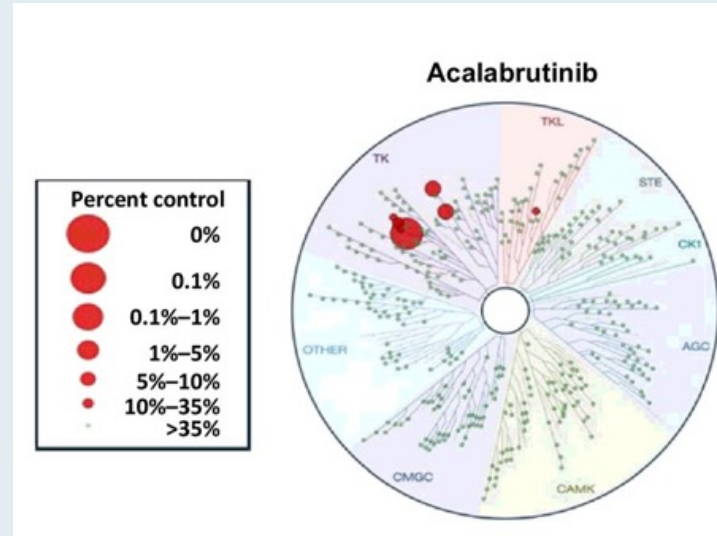 Acalabrutinib
Percent control
0%
0.1%
0.1%–1%
1%–5%
5%–10%
10%–35%
>35%
TK
TKL
STE
CK1
AGC
CAMK
CMGC
OTHER